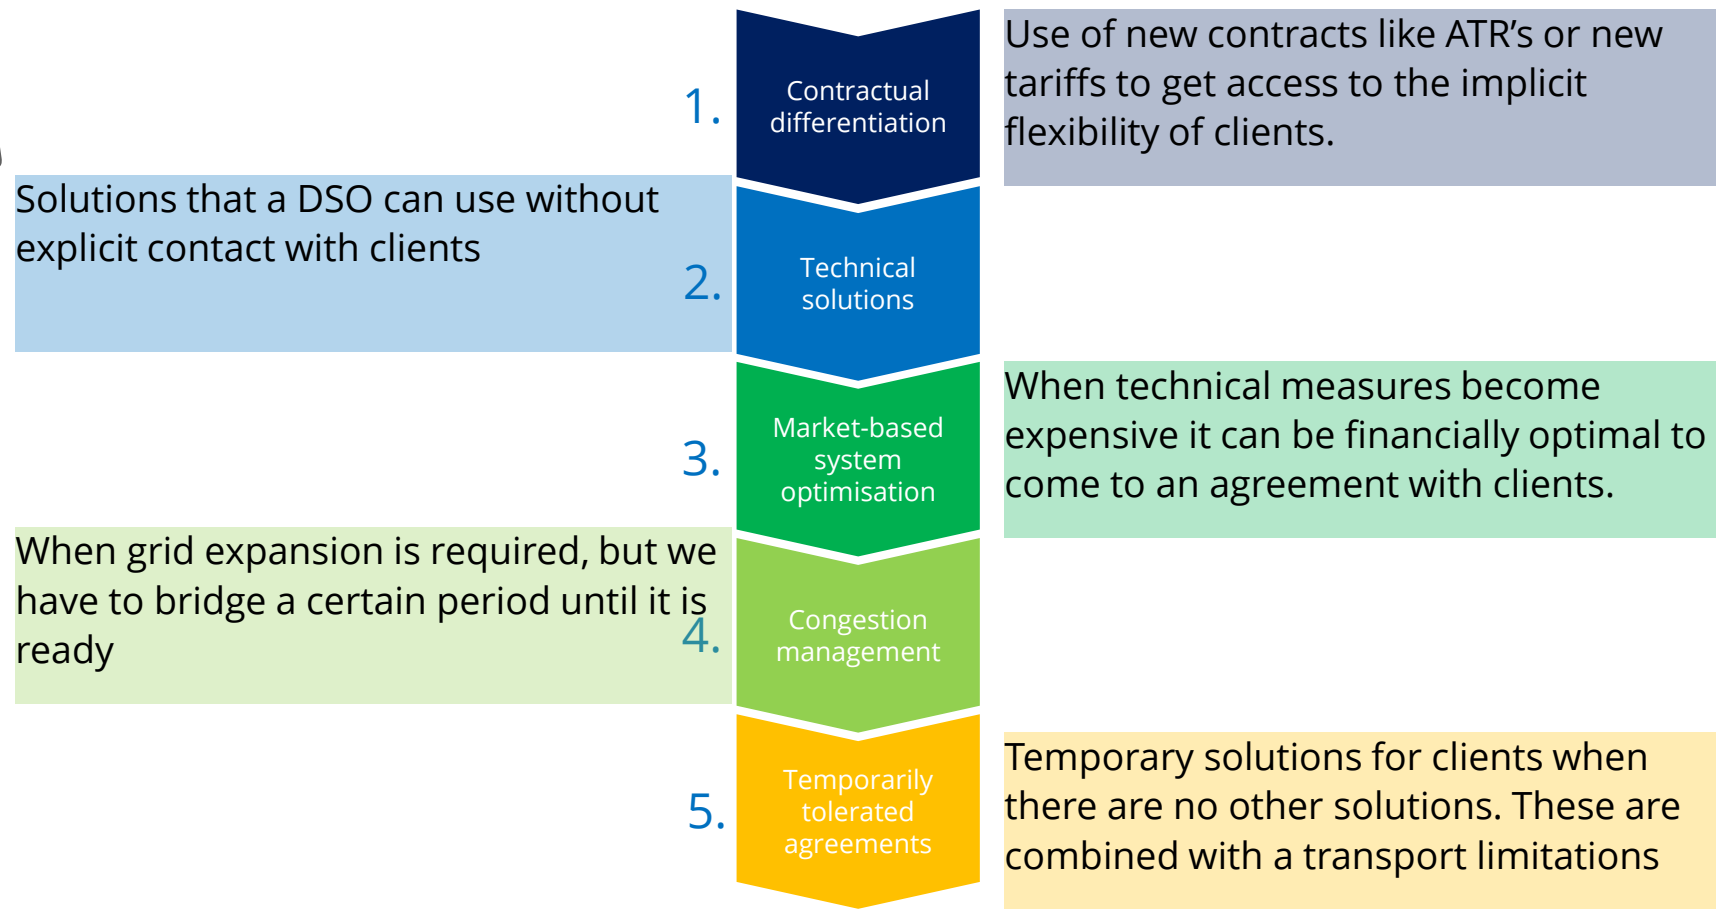 1.
Contractual
differentiation
Use of new contracts like ATR’s or new
tariffs to get access to the implicit
flexibility of clients.
Solutions that a DSO can use without
explicit contact with clients
2.
Technical
solutions
3.
Market-based
system
optimisation
When technical measures become
expensive it can be financially optimal to
come to an agreement with clients.
When grid expansion is required, but we
have to bridge a certain period until it is
ready
4.
Congestion
management
5.
Temporarily
tolerated
agreements
Temporary solutions for clients when
there are no other solutions. These are
combined with a transport limitations